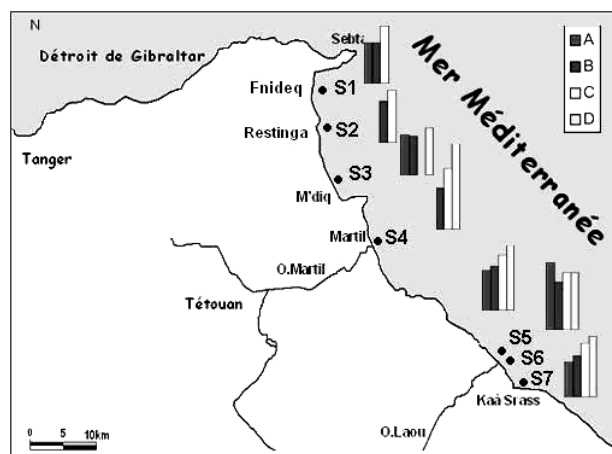 N
Détroit de Gibraltar
Sebta
Mer Méditerranée
A
B
C
D
Fnideq
S1
Restinga
S2
Tanger
S3
M'diq
Martil
S4
O.Martil
Tétouan
S5
S6
S7
Kaâ Srass
O.Laou
0 5 10km